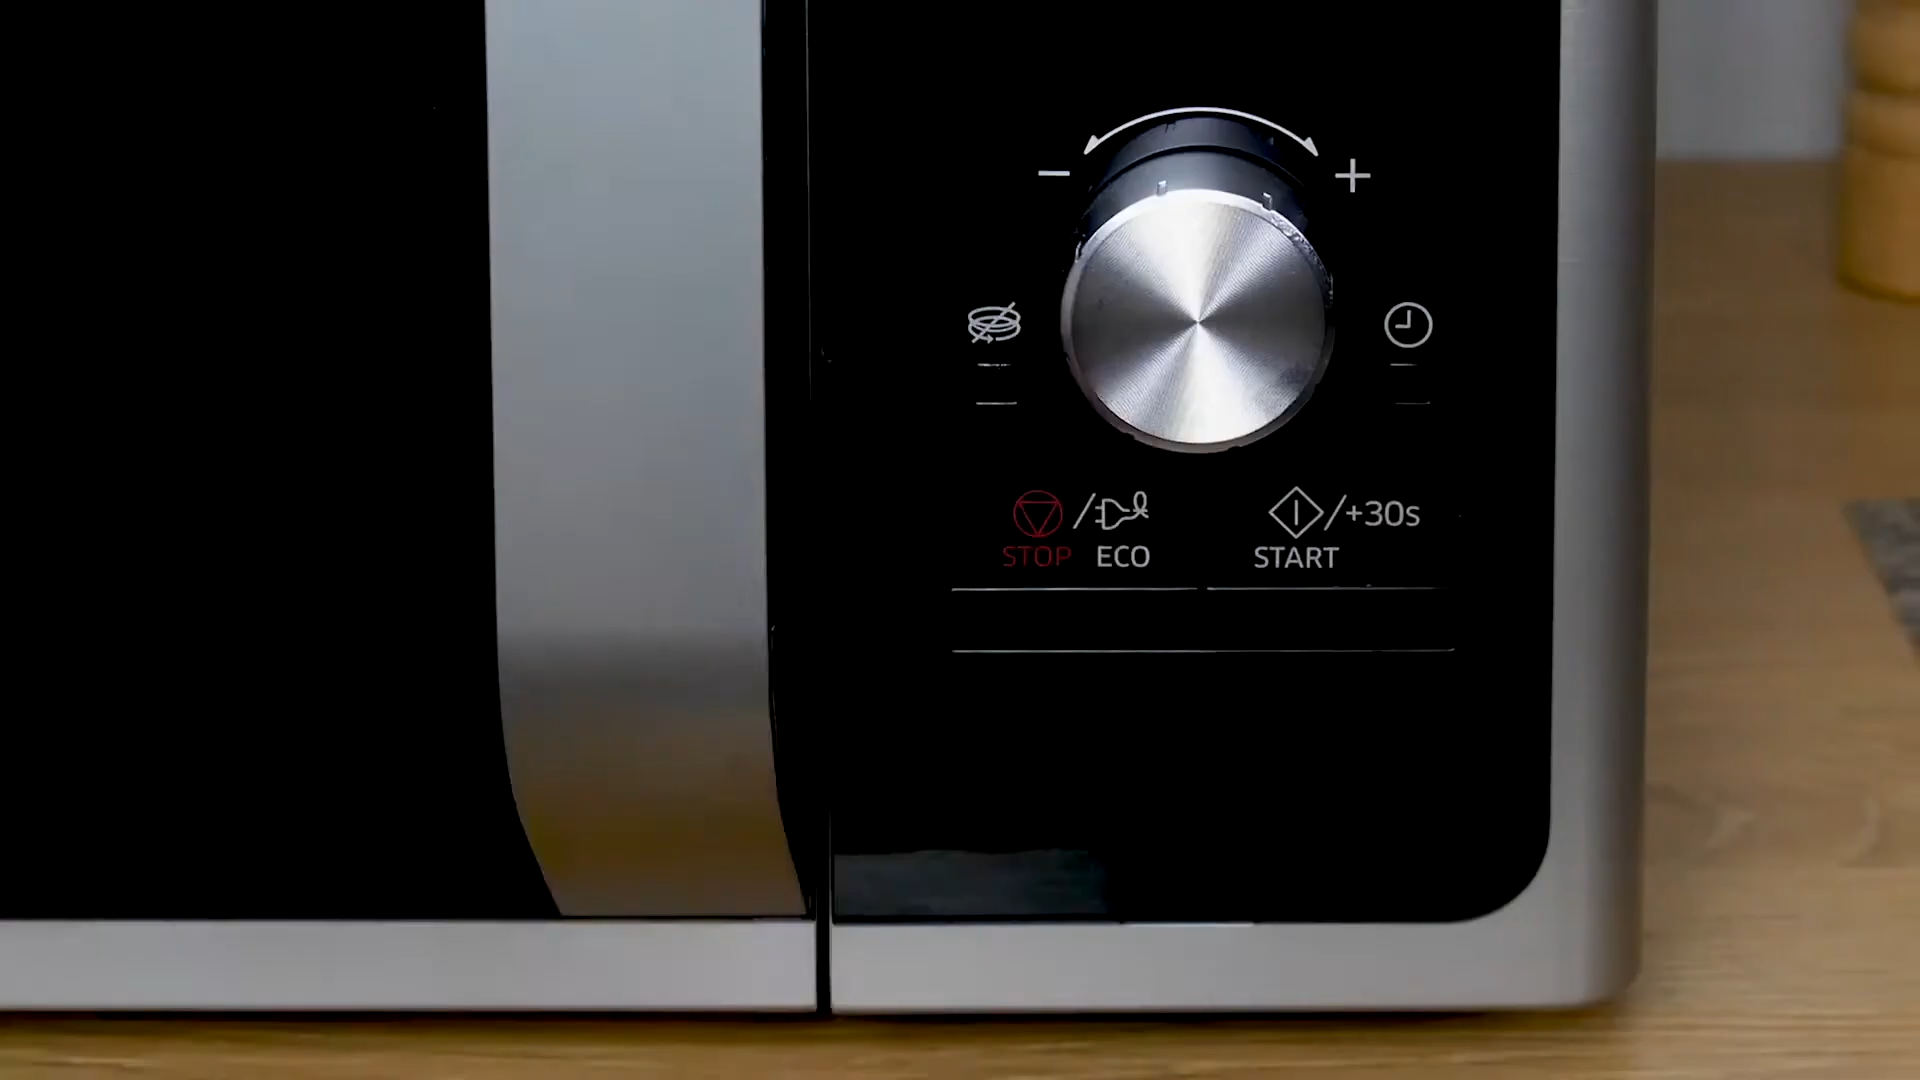 − +
/ /+30s
STOP ECO START